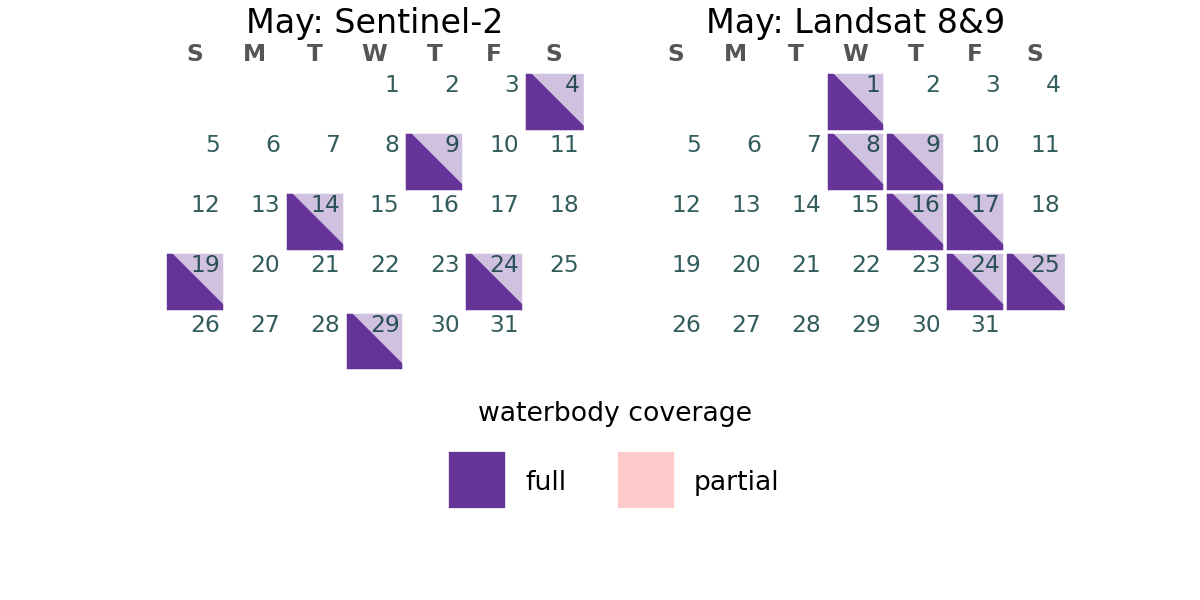 May: Sentinel-2
S M T W T F S
1 2 3 4
5 6 7 8 9 10 11
12 13 14 15 16 17 18
19 20 21 22 23 24 25
26 27 28 29 30 31
May: Landsat 8&9
S M T W T F S
1 2 3 4
5 6 7 8 9 10 11
12 13 14 15 16 17 18
19 20 21 22 23 24 25
26 27 28 29 30 31
waterbody coverage
full partial